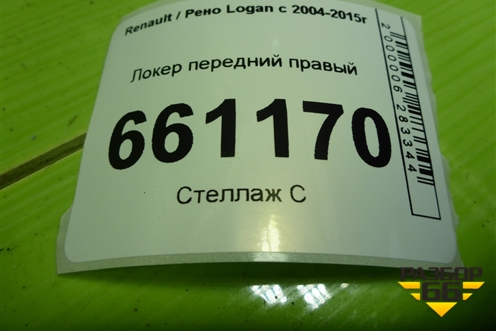 Renault / Рено Logan с 2004-2015г
Локер передний правый
661170
Стеллаж С
2000006283344
РАЗБОР
66